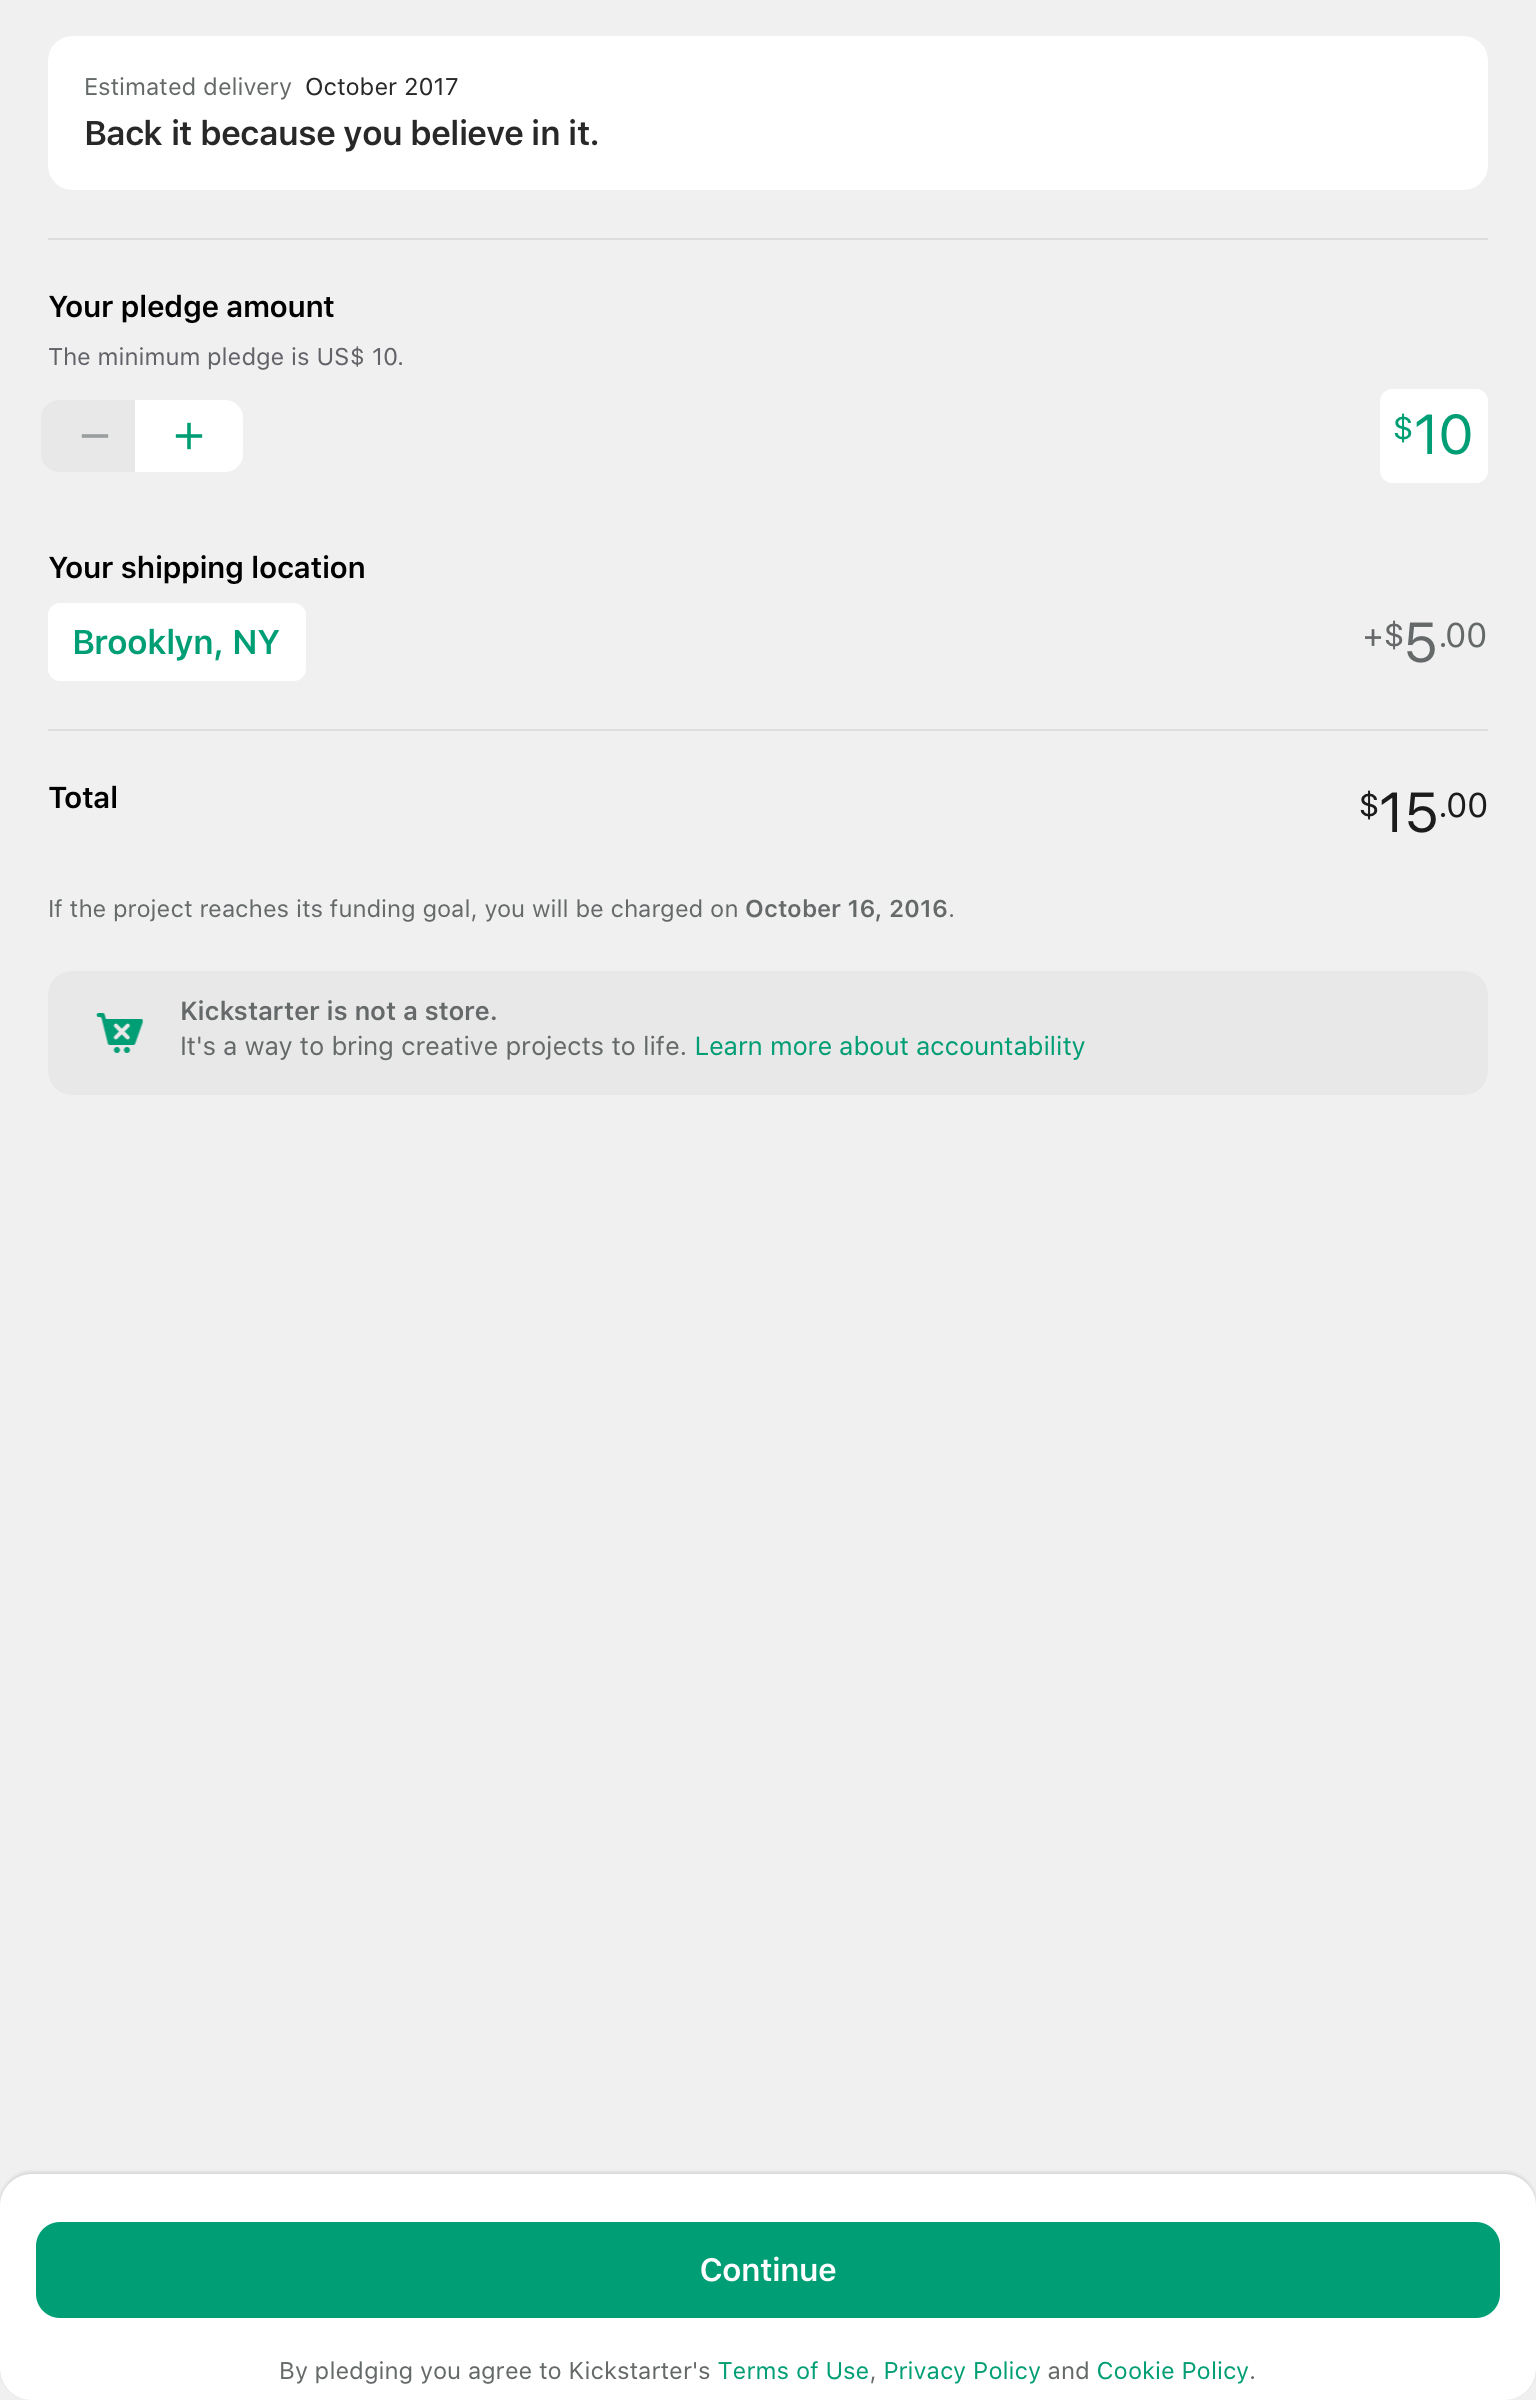 Estimated delivery October 2017
Back it because you believe in it.
Your pledge amount
The minimum pledge is US$ 10.
− +
$10
Your shipping location
Brooklyn, NY
+$5.00
Total
$15.00
If the project reaches its funding goal, you will be charged on October 16, 2016.
Kickstarter is not a store.
It's a way to bring creative projects to life. Learn more about accountability
Continue
By pledging you agree to Kickstarter's Terms of Use, Privacy Policy and Cookie Policy.